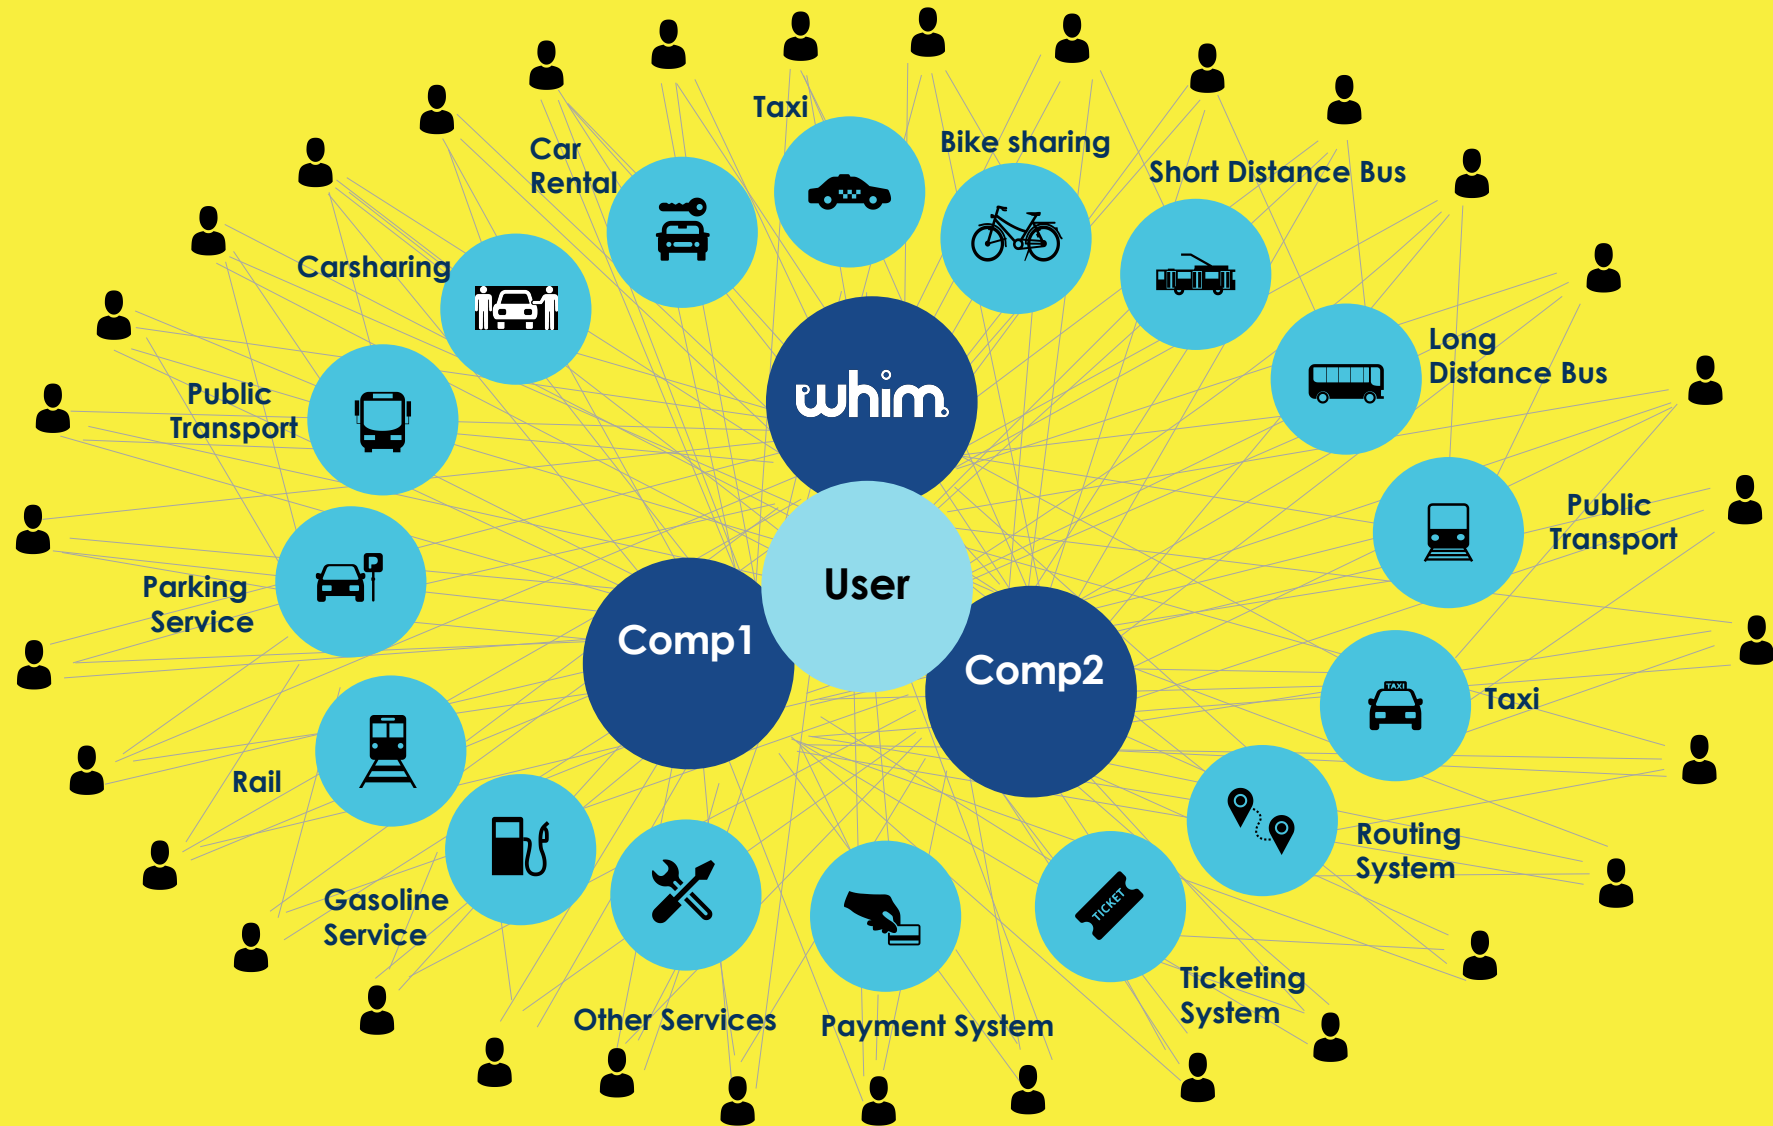 Taxi
Bike sharing
Car
Rental
Short Distance Bus
Carsharing
Long
Distance Bus
whim
Public
Transport
Public
Transport
User
Parking
Service
Comp1
Comp2
TAXI
Taxi
Rail
Routing
System
TICKET
Gasoline
Service
Ticketing
System
Other Services
Payment System
P